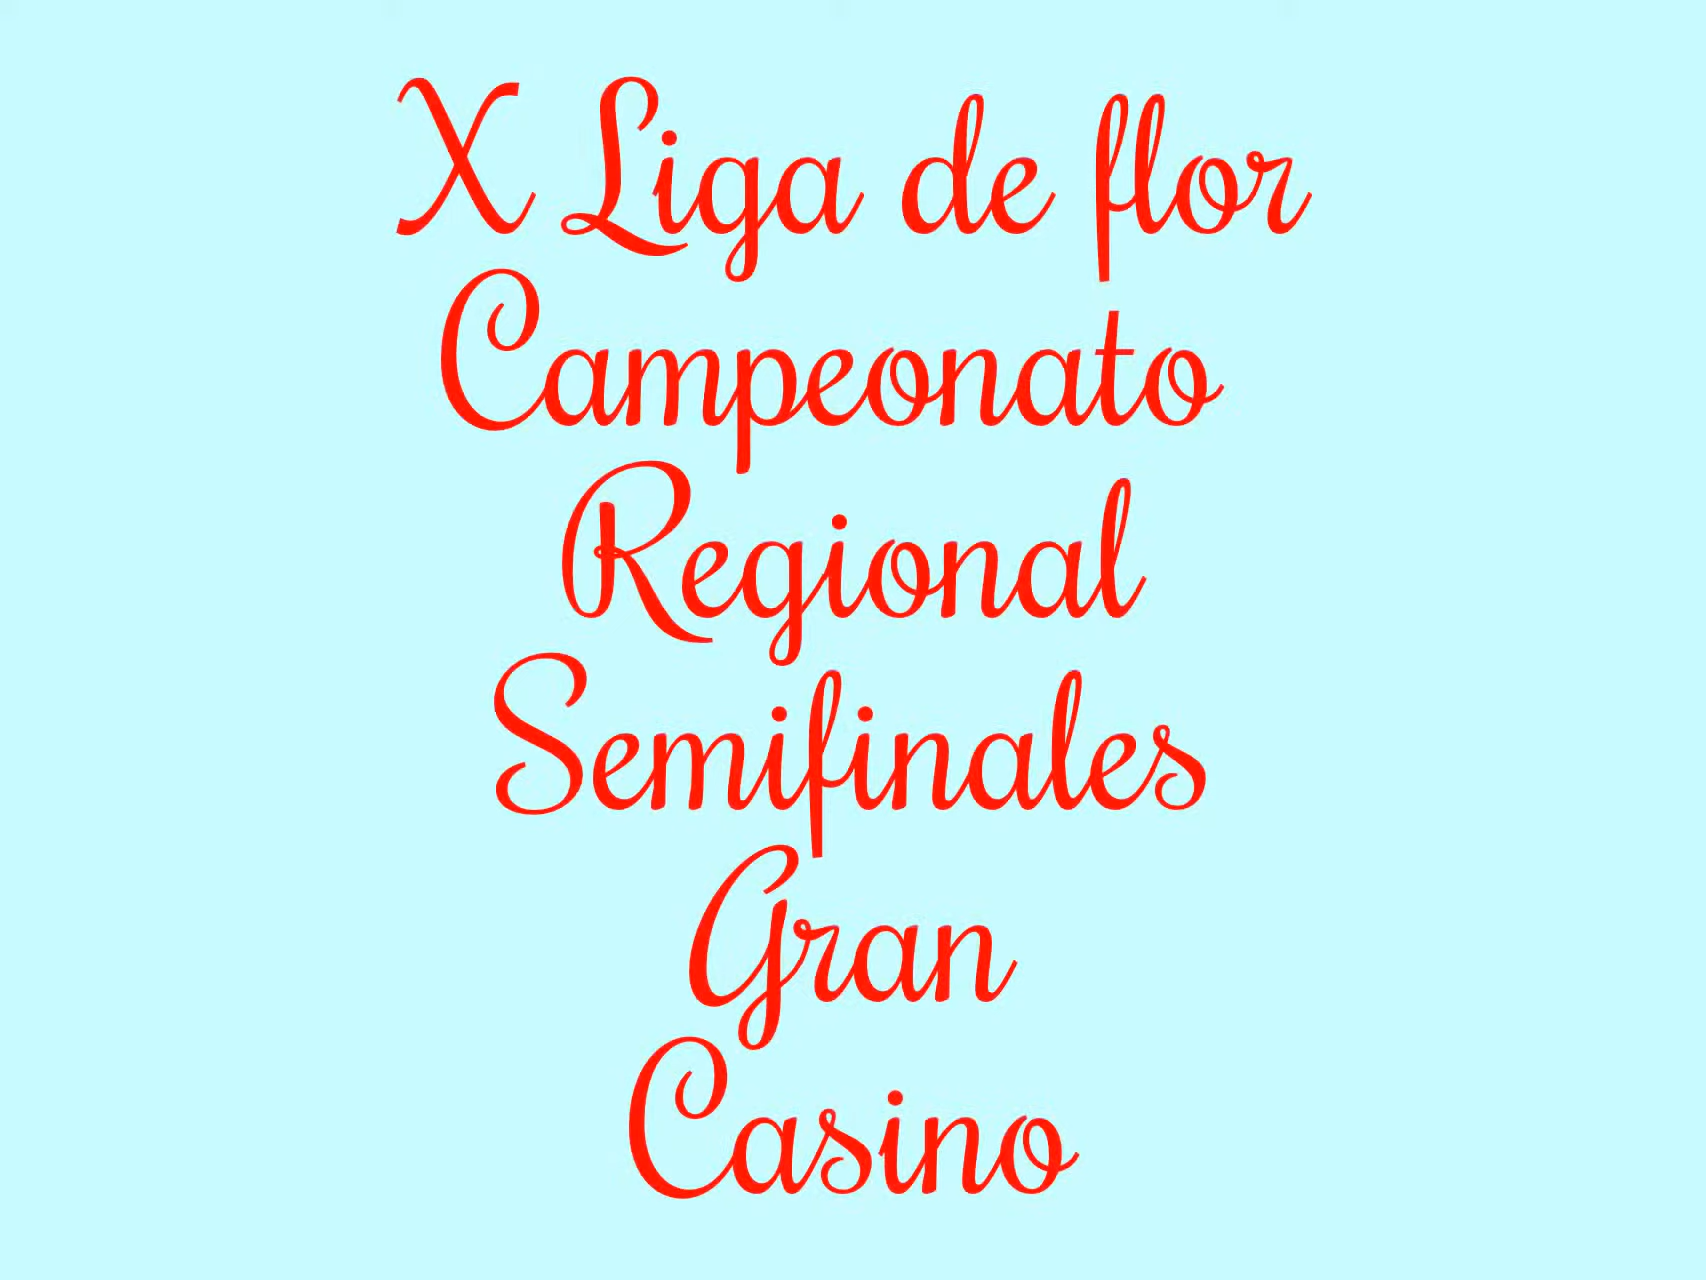 X Liga de flor
Campeonato
Regional
Semifinales
Gran
Casino